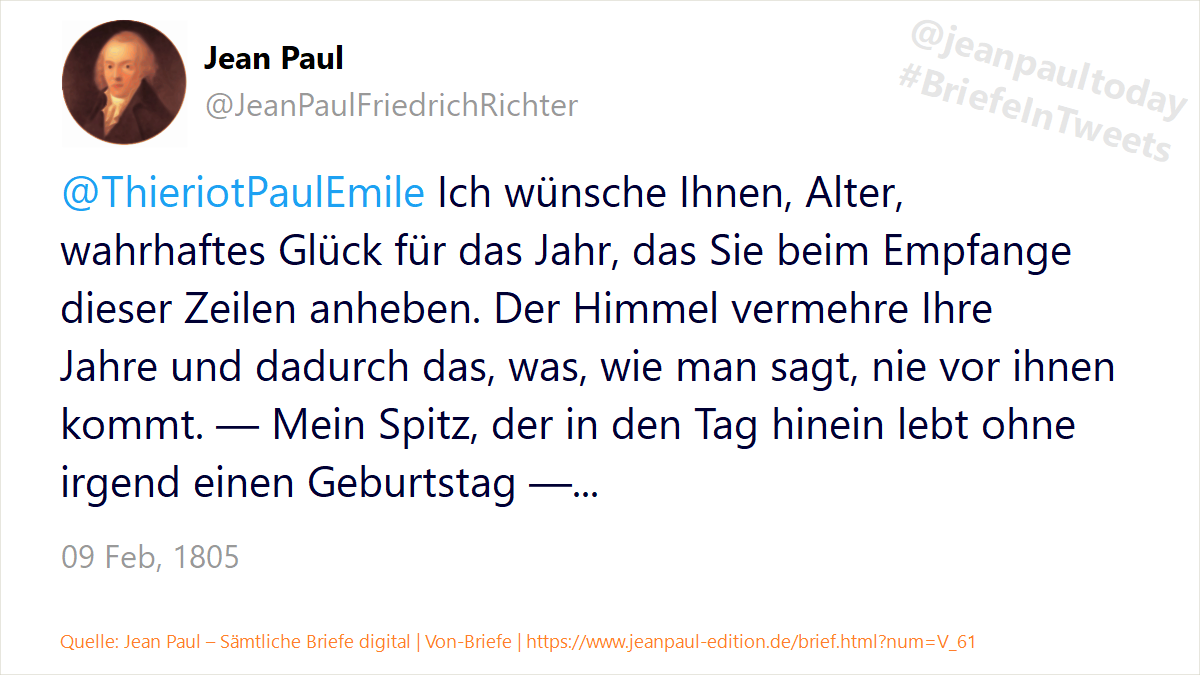 Jean Paul
@JeanPaulFriedrichRichter
@jeanpaultoday
#BriefeInTweets
@ThieriotPaulEmile Ich wünsche Ihnen, Alter,
wahrhaftes Glück für das Jahr, das Sie beim Empfange
dieser Zeilen anheben. Der Himmel vermehre Ihre
Jahre und dadurch das, was, wie man sagt, nie vor ihnen
kommt. — Mein Spitz, der in den Tag hinein lebt ohne
irgend einen Geburtstag —...
09 Feb, 1805
Quelle: Jean Paul – Sämtliche Briefe digital | Von-Briefe | https://www.jeanpaul-edition.de/brief.html?num=V_61